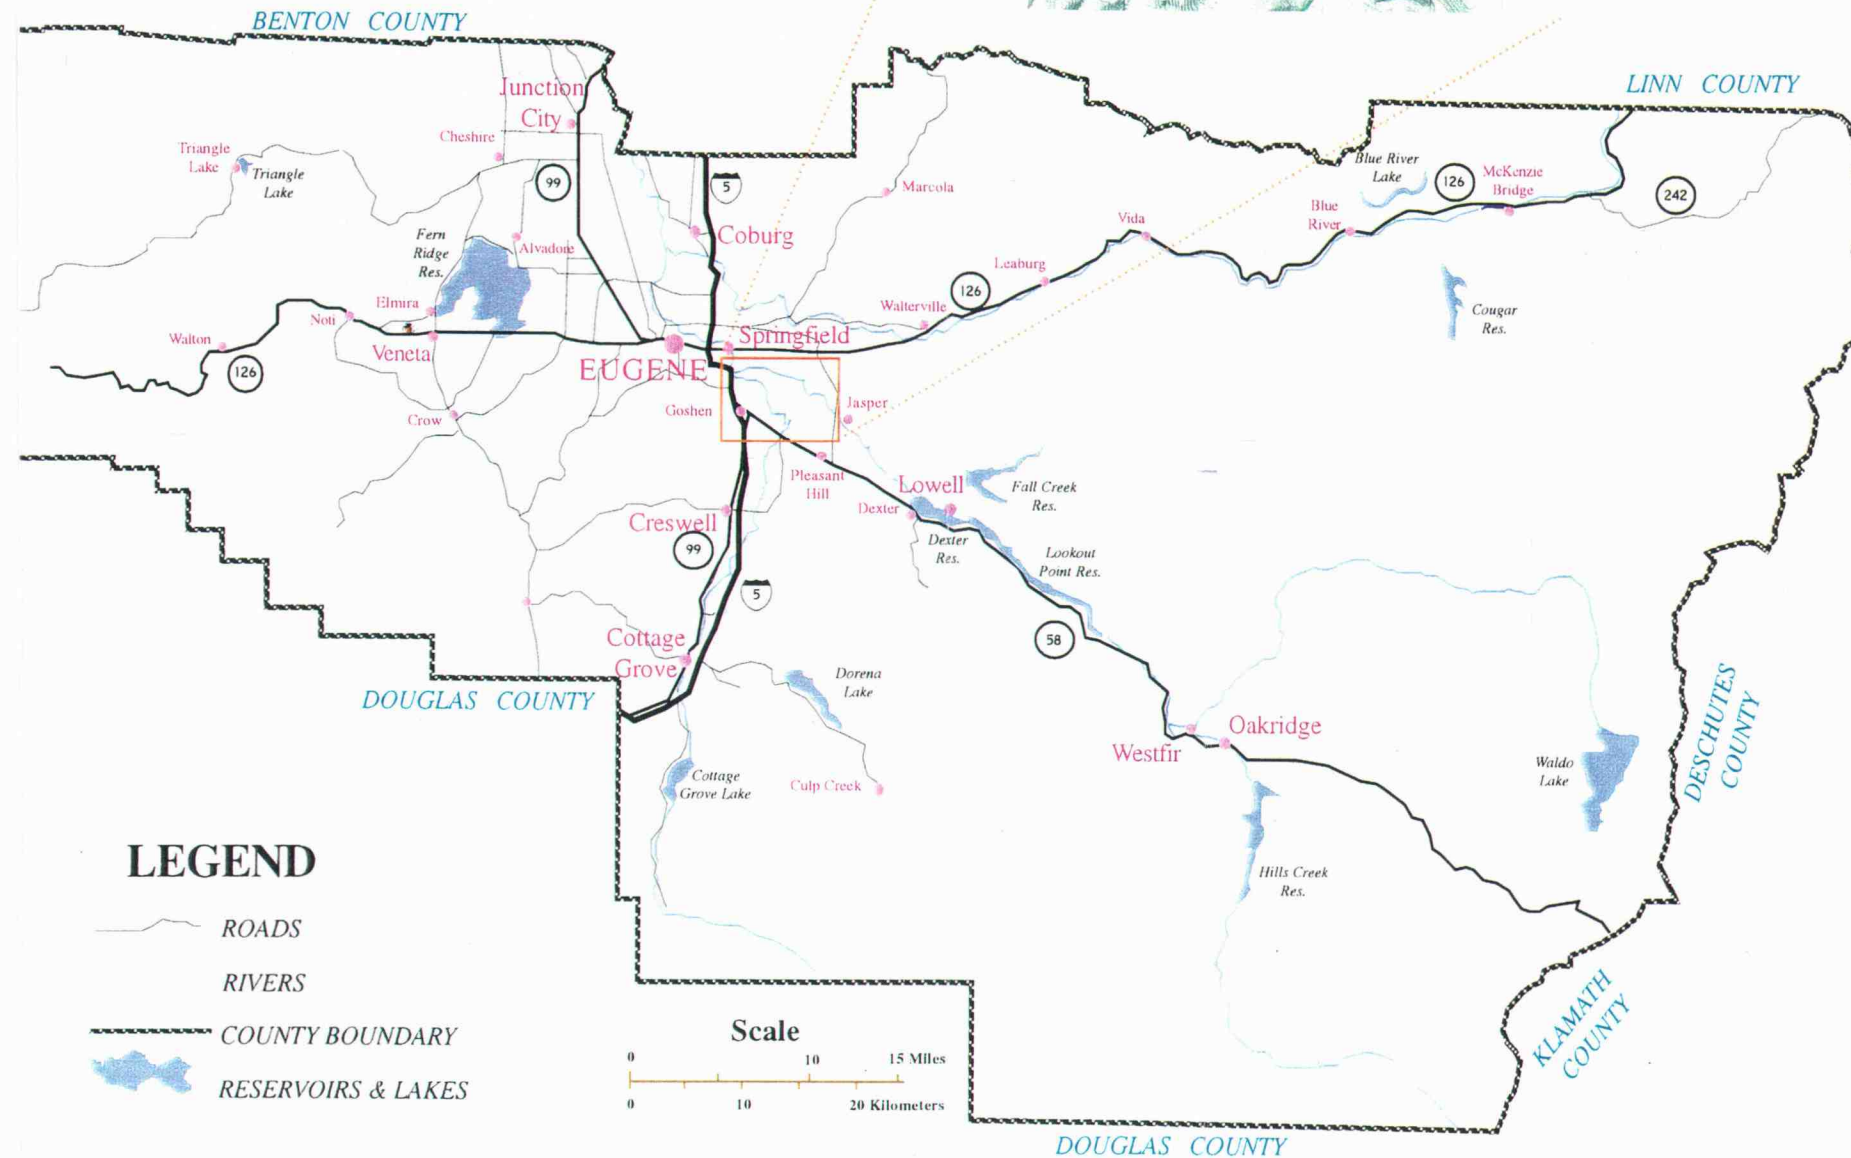 BENTON COUNTY
LINN COUNTY
Junction
City
Cheshire
Triangle
Lake
Triangle
Lake
99
5
Marcola
Blue River
Lake
126
McKenzie
Bridge
242
Blue
River
Vida
Coburg
Fern
Ridge
Res.
Alvadore
Leaburg
126
Walterville
Cougar
Res.
Elmira
Noti
Walton
126
Veneta
EUGENE
Springfield
Crow
Goshen
Jasper
Pleasant
Hill
Lowell
Fall Creek
Res.
Dexter
Dexter
Res.
Creswell
99
Lookout
Point Res.
5
58
Cottage
Grove
DOUGLAS COUNTY
Dorena
Lake
Oakridge
Westfir
Waldo
Lake
DESCHUTES
COUNTY
Cottage
Grove Lake
Culp Creek
Hills Creek
Res.
LEGEND
ROADS
RIVERS
COUNTY BOUNDARY
RESERVOIRS & LAKES
Scale
0 10 15 Miles
0 10 20 Kilometers
KLAMATH
COUNTY
DOUGLAS COUNTY